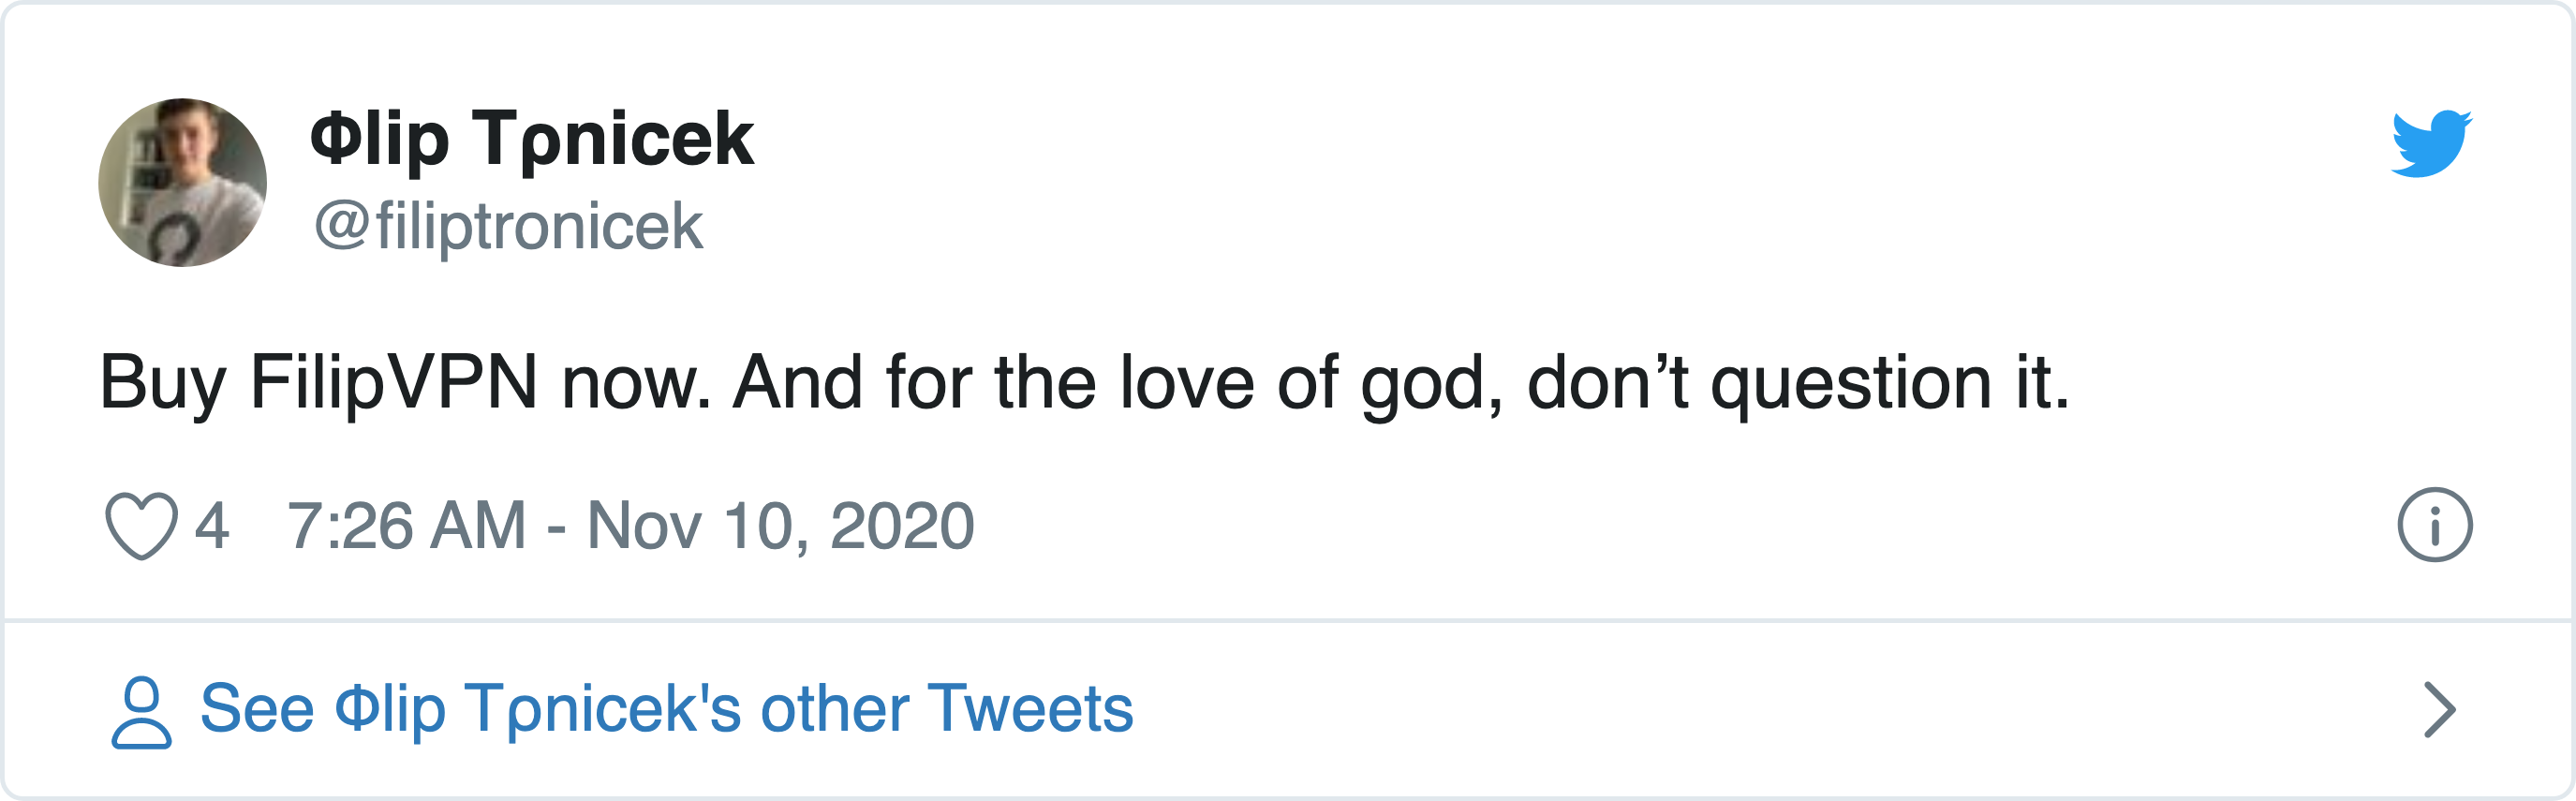 Φlip Tρnicek
@filiptronicek
Buy FilipVPN now. And for the love of god, don’t question it.
4 7:26 AM - Nov 10, 2020
See Φlip Tρnicek's other Tweets